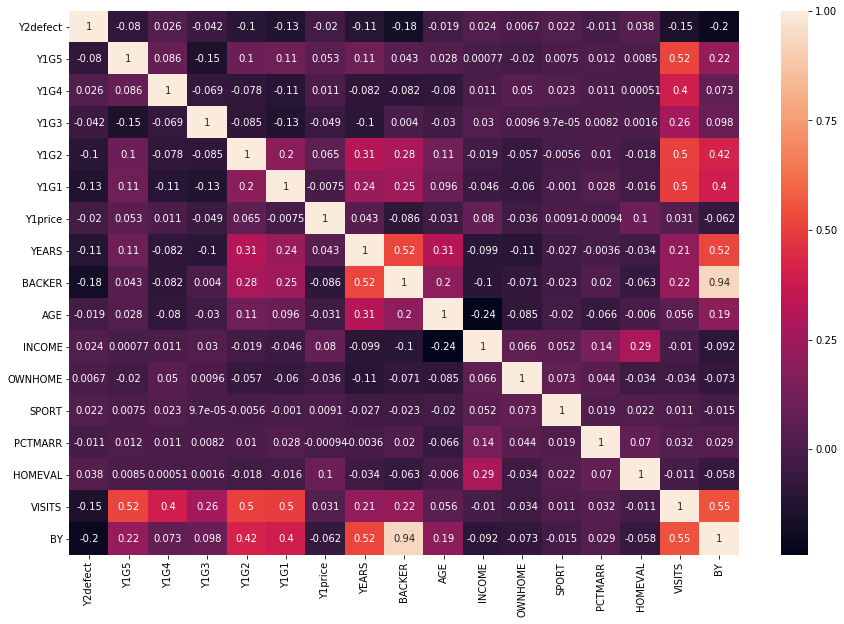 Y2defect 1 -0.08 0.026 -0.042 -0.1 -0.13 -0.02 -0.11 -0.18 -0.019 0.024 0.0067 0.022 -0.011 0.038 -0.15 -0.2
Y1G5 -0.08 1 0.086 -0.15 0.1 0.11 0.053 0.11 0.043 0.028 0.00077 -0.02 0.0075 0.012 0.0085 0.52 0.22
Y1G4 0.026 0.086 1 -0.069 -0.078 -0.11 0.011 -0.082 -0.082 -0.08 0.011 0.05 0.023 0.011 0.00051 0.4 0.073
Y1G3 -0.042 -0.15 -0.069 1 -0.085 -0.13 -0.049 -0.1 0.004 -0.03 0.03 0.0096 9.7e-05 0.0082 0.0016 0.26 0.098
Y1G2 -0.1 0.1 -0.078 -0.085 1 0.2 0.065 0.31 0.28 0.11 -0.019 -0.057 -0.0056 0.01 -0.018 0.5 0.42
Y1G1 -0.13 0.11 -0.11 -0.13 0.2 1 -0.0075 0.24 0.25 0.096 -0.046 -0.06 -0.001 0.028 -0.016 0.5 0.4
Y1price -0.02 0.053 0.011 -0.049 0.065 -0.0075 1 0.043 -0.086 -0.031 0.08 -0.036 0.0091 -0.00094 0.1 0.031 -0.062
YEARS -0.11 0.11 -0.082 -0.1 0.31 0.24 0.043 1 0.52 0.31 -0.099 -0.11 -0.027 -0.0036 -0.034 0.21 0.52
BACKER -0.18 0.043 -0.082 0.004 0.28 0.25 -0.086 0.52 1 0.2 -0.1 -0.071 -0.023 0.02 -0.063 0.22 0.94
AGE -0.019 0.028 -0.08 -0.03 0.11 0.096 -0.031 0.31 0.2 1 -0.24 -0.085 -0.02 -0.066 -0.006 0.056 0.19
INCOME 0.024 0.00077 0.011 0.03 -0.019 -0.046 0.08 -0.099 -0.1 -0.24 1 0.066 0.052 0.14 0.29 -0.01 -0.092
OWNHOME 0.0067 -0.02 0.05 0.0096 -0.057 -0.06 -0.036 -0.11 -0.071 -0.085 0.066 1 0.073 0.044 -0.034 -0.034 -0.073
SPORT 0.022 0.0075 0.023 9.7e-05 -0.0056 -0.001 0.0091 -0.027 -0.023 -0.02 0.052 0.073 1 0.019 0.022 0.011 -0.015
PCTMARR -0.011 0.012 0.011 0.0082 0.01 0.028 -0.00094 -0.0036 0.02 -0.066 0.14 0.044 0.019 1 0.07 0.032 0.029
HOMEVAL 0.038 0.0085 0.00051 0.0016 -0.018 -0.016 0.1 -0.034 -0.063 -0.006 0.29 -0.034 0.022 0.07 1 -0.011 -0.058
VISITS -0.15 0.52 0.4 0.26 0.5 0.5 0.031 0.21 0.22 0.056 -0.01 -0.034 0.011 0.032 -0.011 1 0.55
BY -0.2 0.22 0.073 0.098 0.42 0.4 -0.062 0.52 0.94 0.19 -0.092 -0.073 -0.015 0.029 -0.058 0.55 1
Y2defect Y1G5 Y1G4 Y1G3 Y1G2 Y1G1 Y1price YEARS BACKER AGE INCOME OWNHOME SPORT PCTMARR HOMEVAL VISITS BY
1.00
0.75
0.50
0.25
0.00